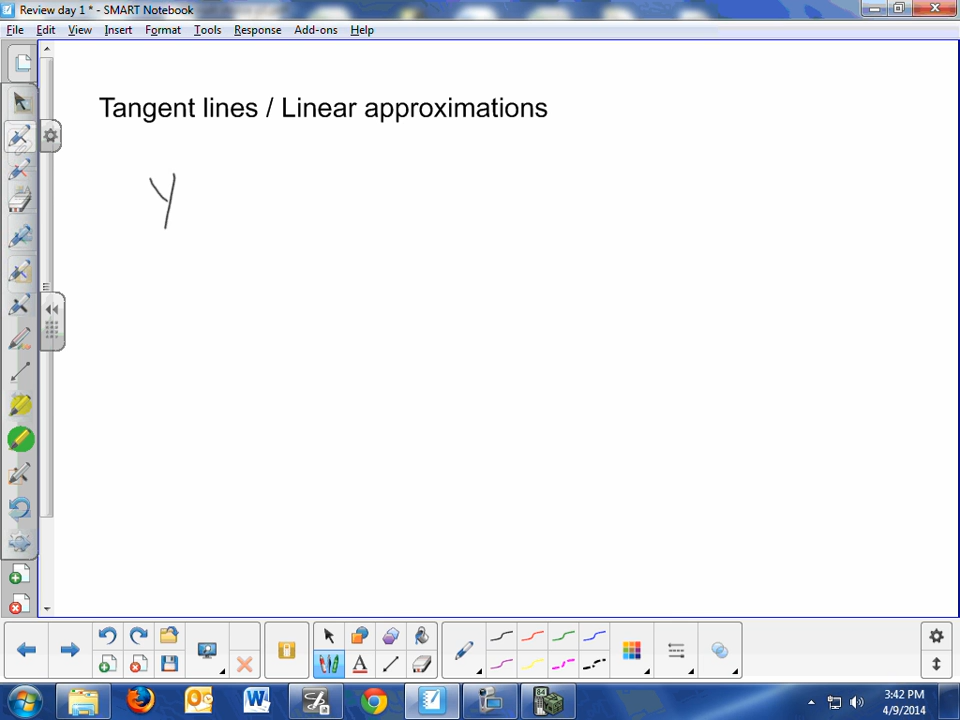 Review day 1 * - SMART Notebook
File Edit View Insert Format Tools Response Add-ons Help
Tangent lines / Linear approximations
y
3:42 PM
4/9/2014